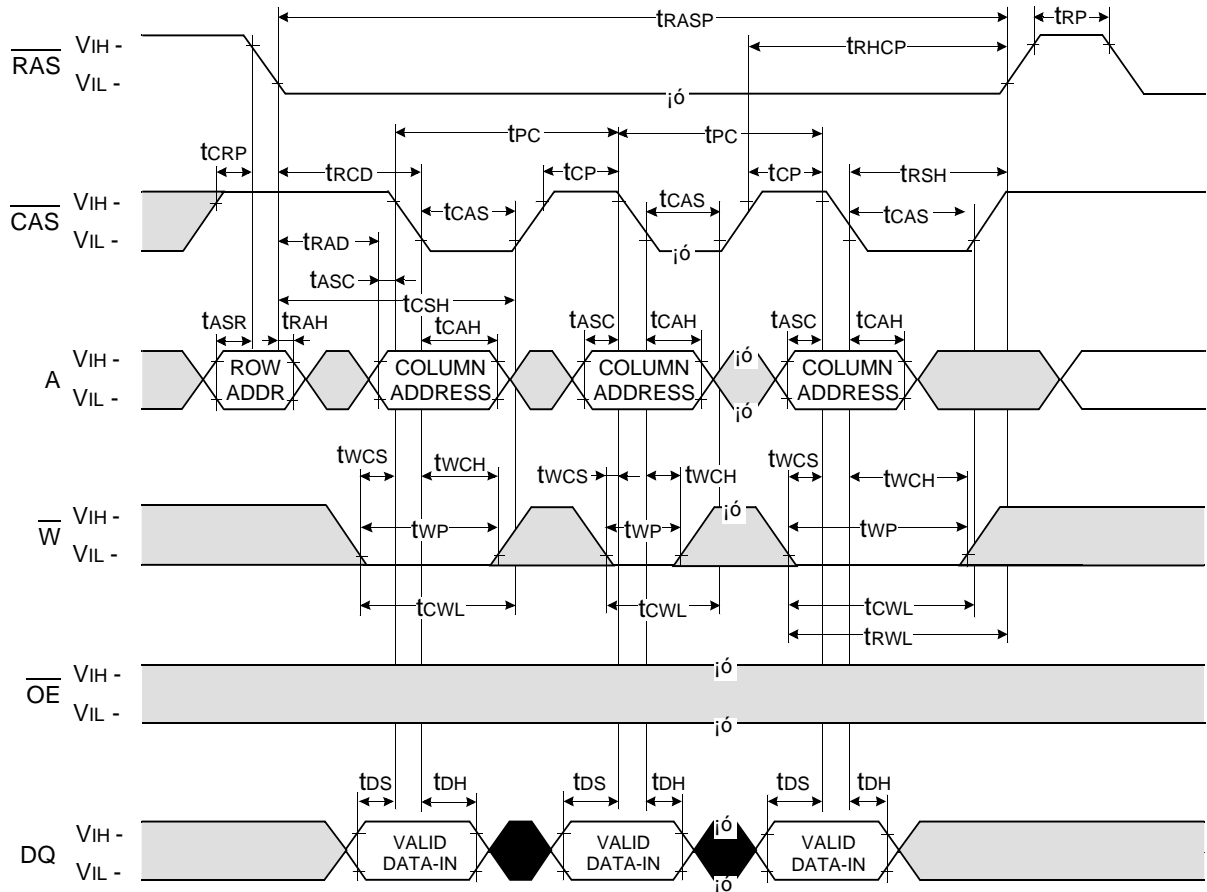 tRASP
tRP
tRHCP
RAS
VIH -
VIL -
¡ó
tCRP
tRCD
tPC
tPC
tCP
tCP
tRSH
CAS
VIH -
VIL -
tCAS
tCAS
tCAS
¡ó
tRAD
tASC
tCSH
tASR
tRAH
tCAH
tASC
tCAH
tASC
tCAH
A
VIH -
VIL -
ROW
ADDR
COLUMN
ADDRESS
COLUMN
ADDRESS
¡ó
¡ó
COLUMN
ADDRESS
tWCS
tWCH
tWCS
tWCH
tWCS
tWCH
W
VIH -
VIL -
tWP
tWP
¡ó
tWP
tCWL
tCWL
tCWL
tRWL
OE
VIH -
VIL -
¡ó
¡ó
tDS
tDH
tDS
tDH
tDS
tDH
DQ
VIH -
VIL -
VALID
DATA-IN
VALID
DATA-IN
¡ó
¡ó
VALID
DATA-IN